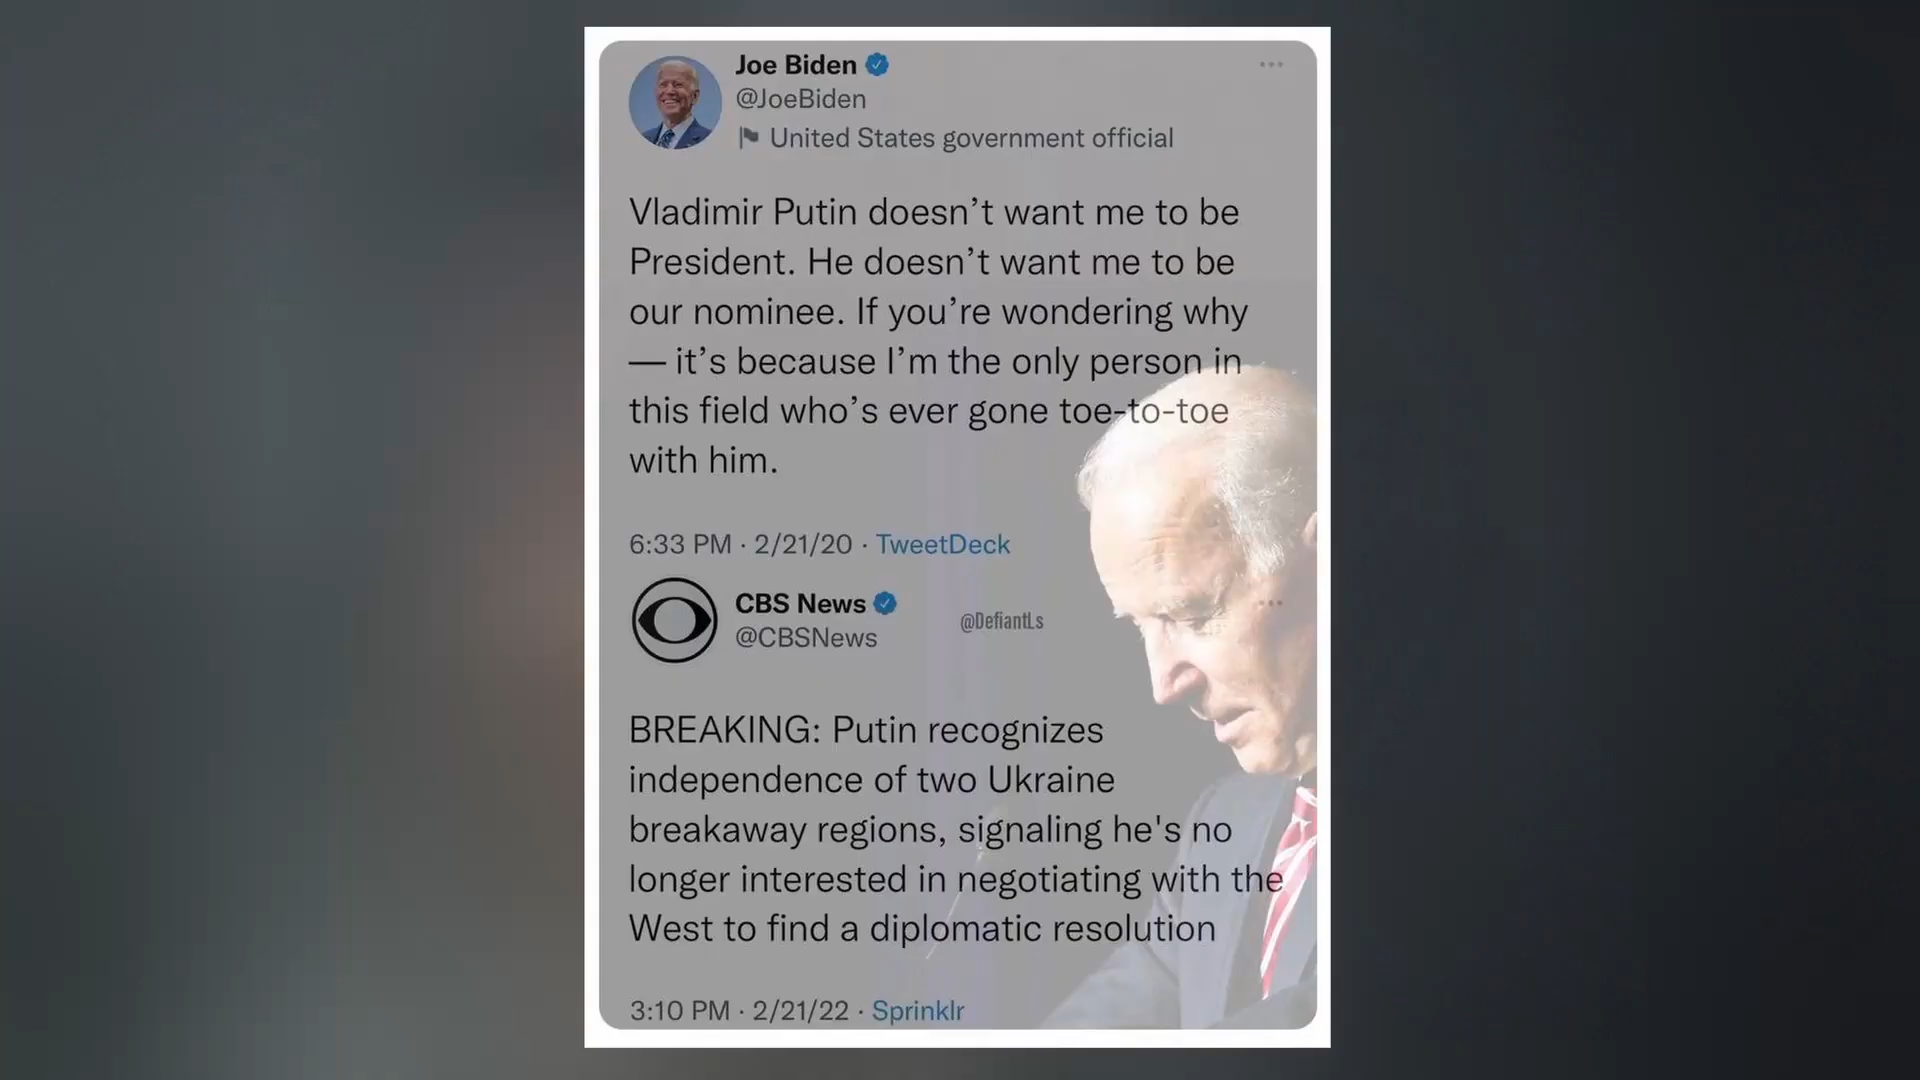 Joe Biden
@JoeBiden
United States government official
Vladimir Putin doesn’t want me to be
President. He doesn’t want me to be
our nominee. If you’re wondering why
— it’s because I’m the only person in
this field who’s ever gone toe-to-toe
with him.
6:33 PM · 2/21/20 · TweetDeck
CBS News
@CBSNews
@DefiantLs
BREAKING: Putin recognizes
independence of two Ukraine
breakaway regions, signaling he's no
longer interested in negotiating with the
West to find a diplomatic resolution
3:10 PM · 2/21/22 · Sprinklr